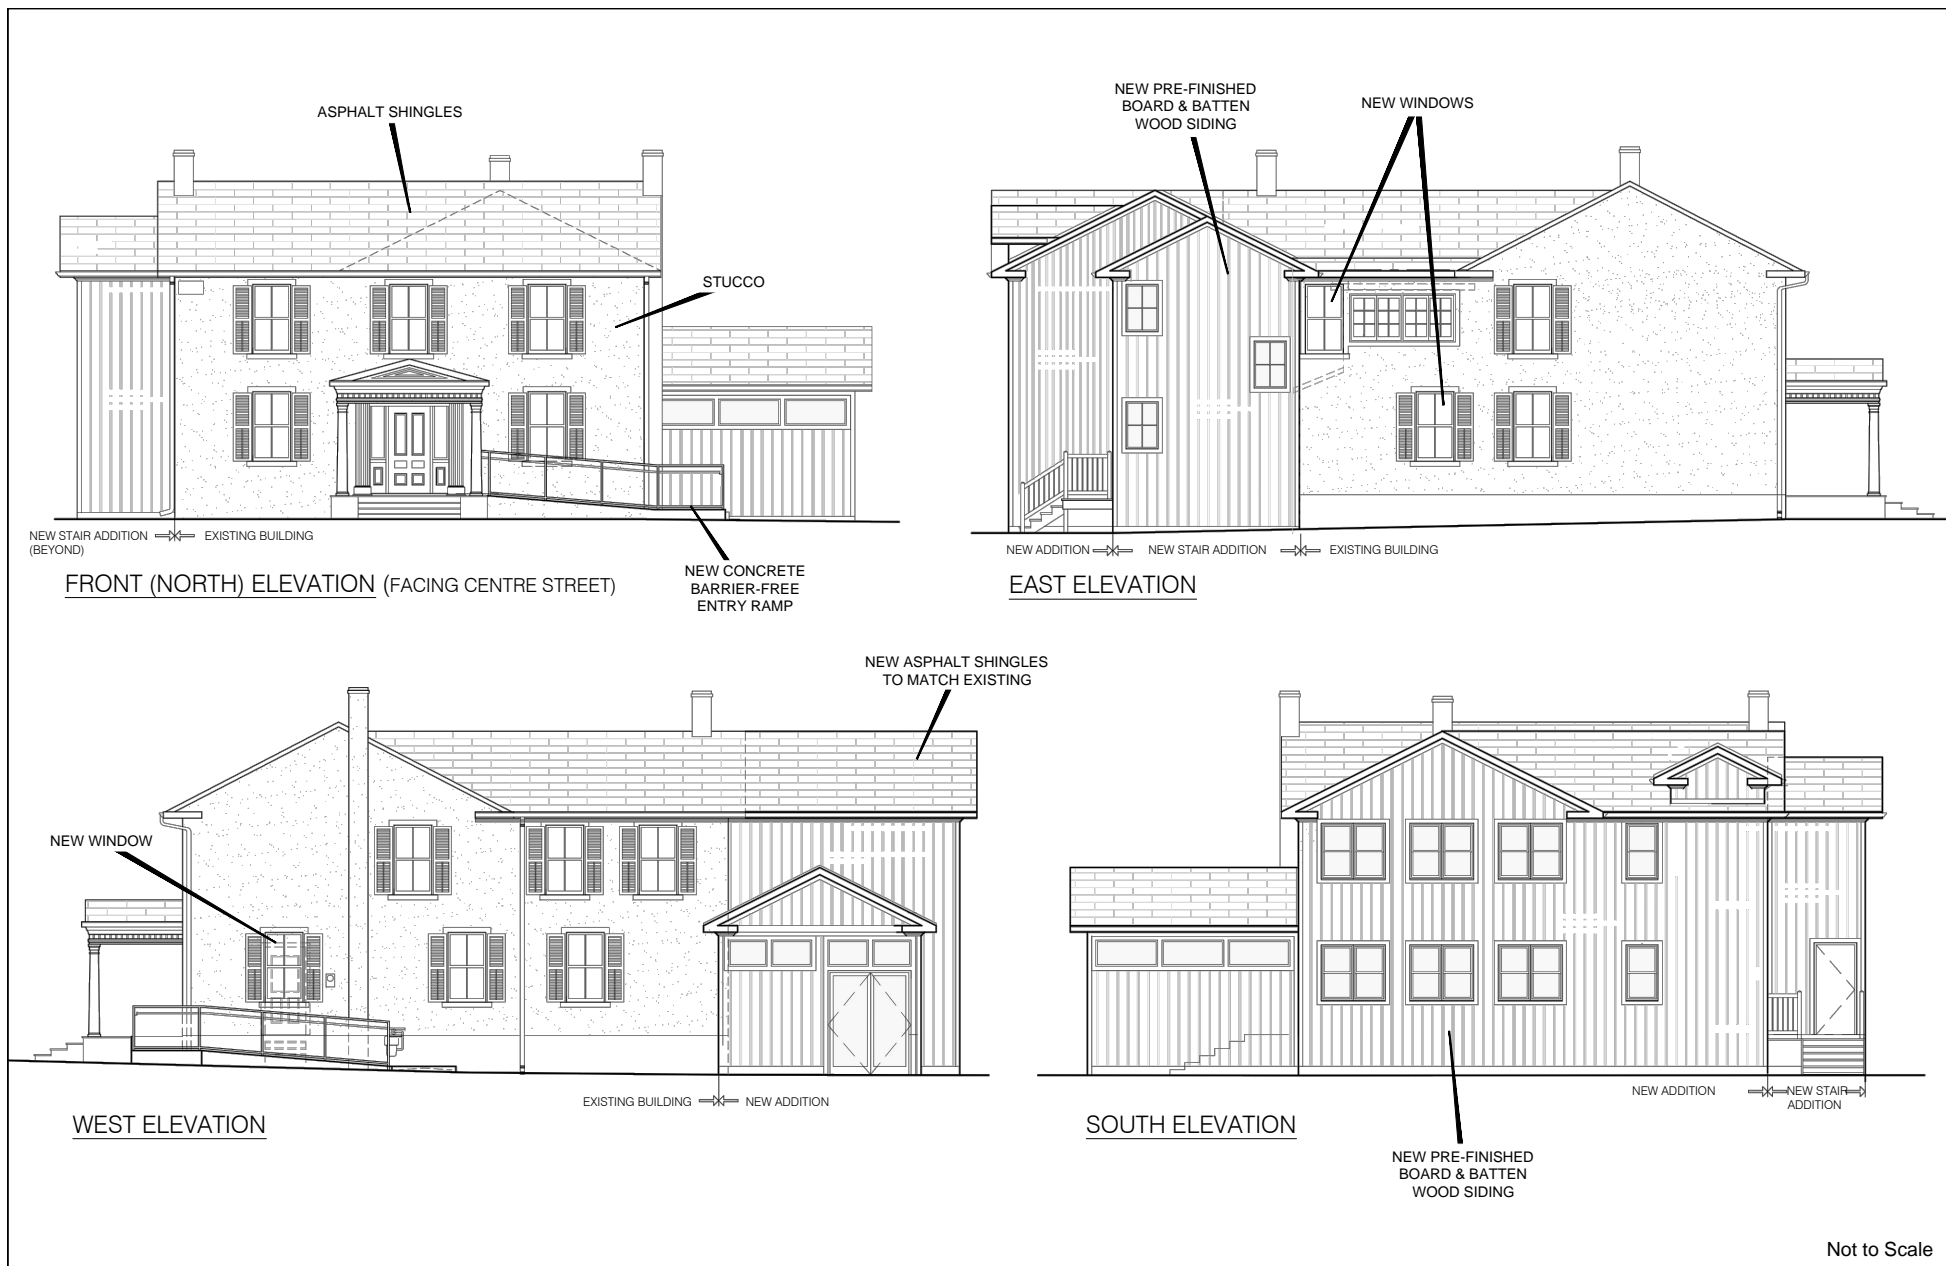 ASPHALT SHINGLES
STUCCO
NEW STAIR ADDITION
(BEYOND)
EXISTING BUILDING
FRONT (NORTH) ELEVATION (FACING CENTRE STREET)
NEW CONCRETE
BARRIER-FREE
ENTRY RAMP
NEW PRE-FINISHED
BOARD & BATTEN
WOOD SIDING
NEW WINDOWS
NEW ADDITION
NEW STAIR ADDITION
EXISTING BUILDING
EAST ELEVATION
NEW ASPHALT SHINGLES
TO MATCH EXISTING
NEW WINDOW
EXISTING BUILDING
NEW ADDITION
WEST ELEVATION
NEW ADDITION
NEW STAIR
ADDITION
SOUTH ELEVATION
NEW PRE-FINISHED
BOARD & BATTEN
WOOD SIDING
Not to Scale